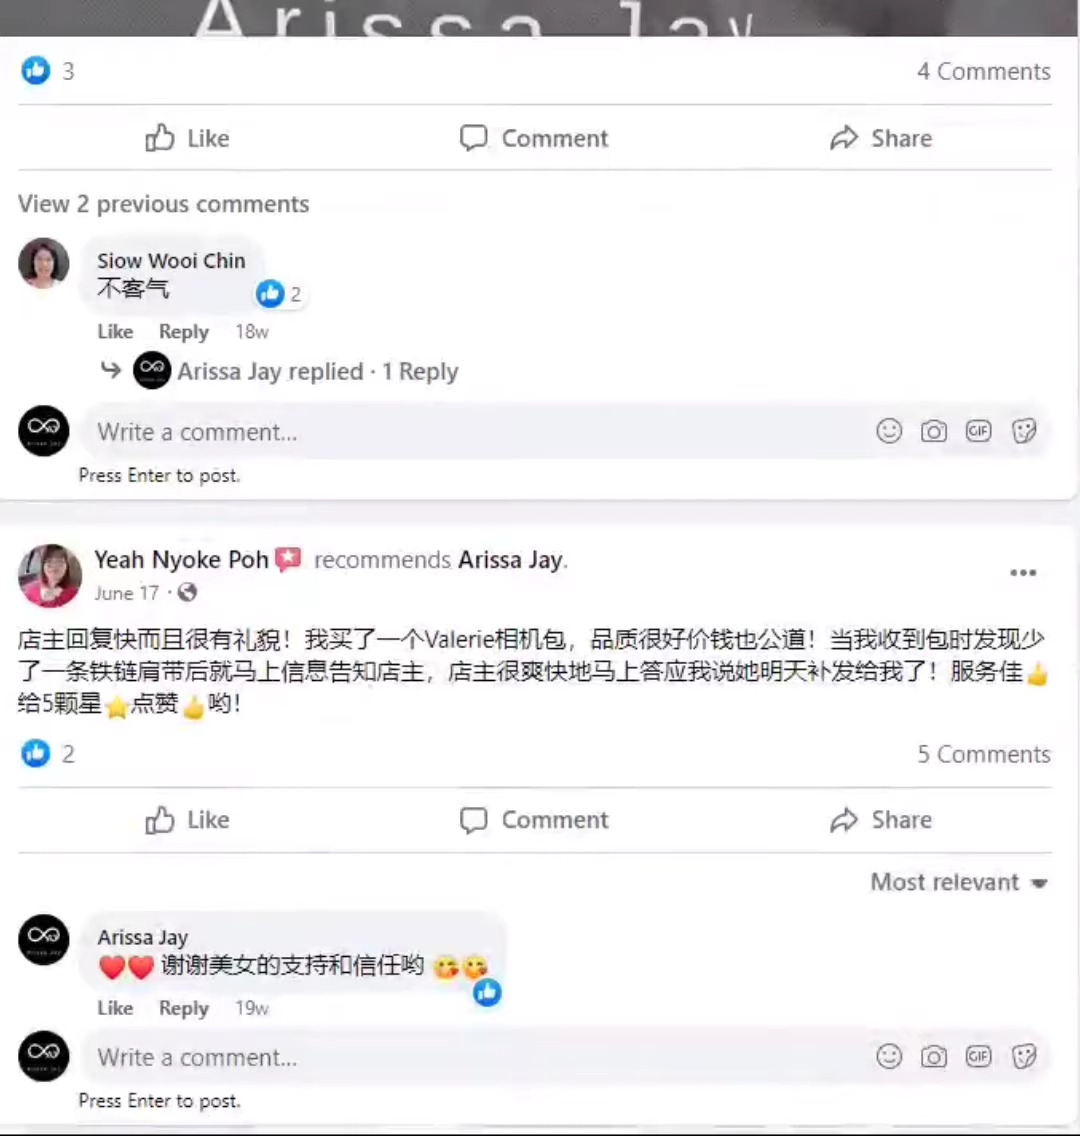 Arissa Jay
3
4 Comments
Like
Comment
Share
View 2 previous comments
Siow Wooi Chin
不客气
2
Like Reply 18w
Arissa Jay replied · 1 Reply
Write a comment...
GIF
Press Enter to post.
Yeah Nyoke Poh recommends Arissa Jay.
June 17 ·
店主回复快而且很有礼貌！我买了一个Valerie相机包，品质很好价钱也公道！当我收到包时发现少
了一条铁链肩带后就马上信息告知店主，店主很爽快地马上答应我说她明天补发给我了！服务佳👍
给5颗星⭐点赞👍哟！
2
5 Comments
Like
Comment
Share
Most relevant
Arissa Jay
❤️❤️ 谢谢美女的支持和信任哟 😋😋
Like Reply 19w
Write a comment...
GIF
Press Enter to post.